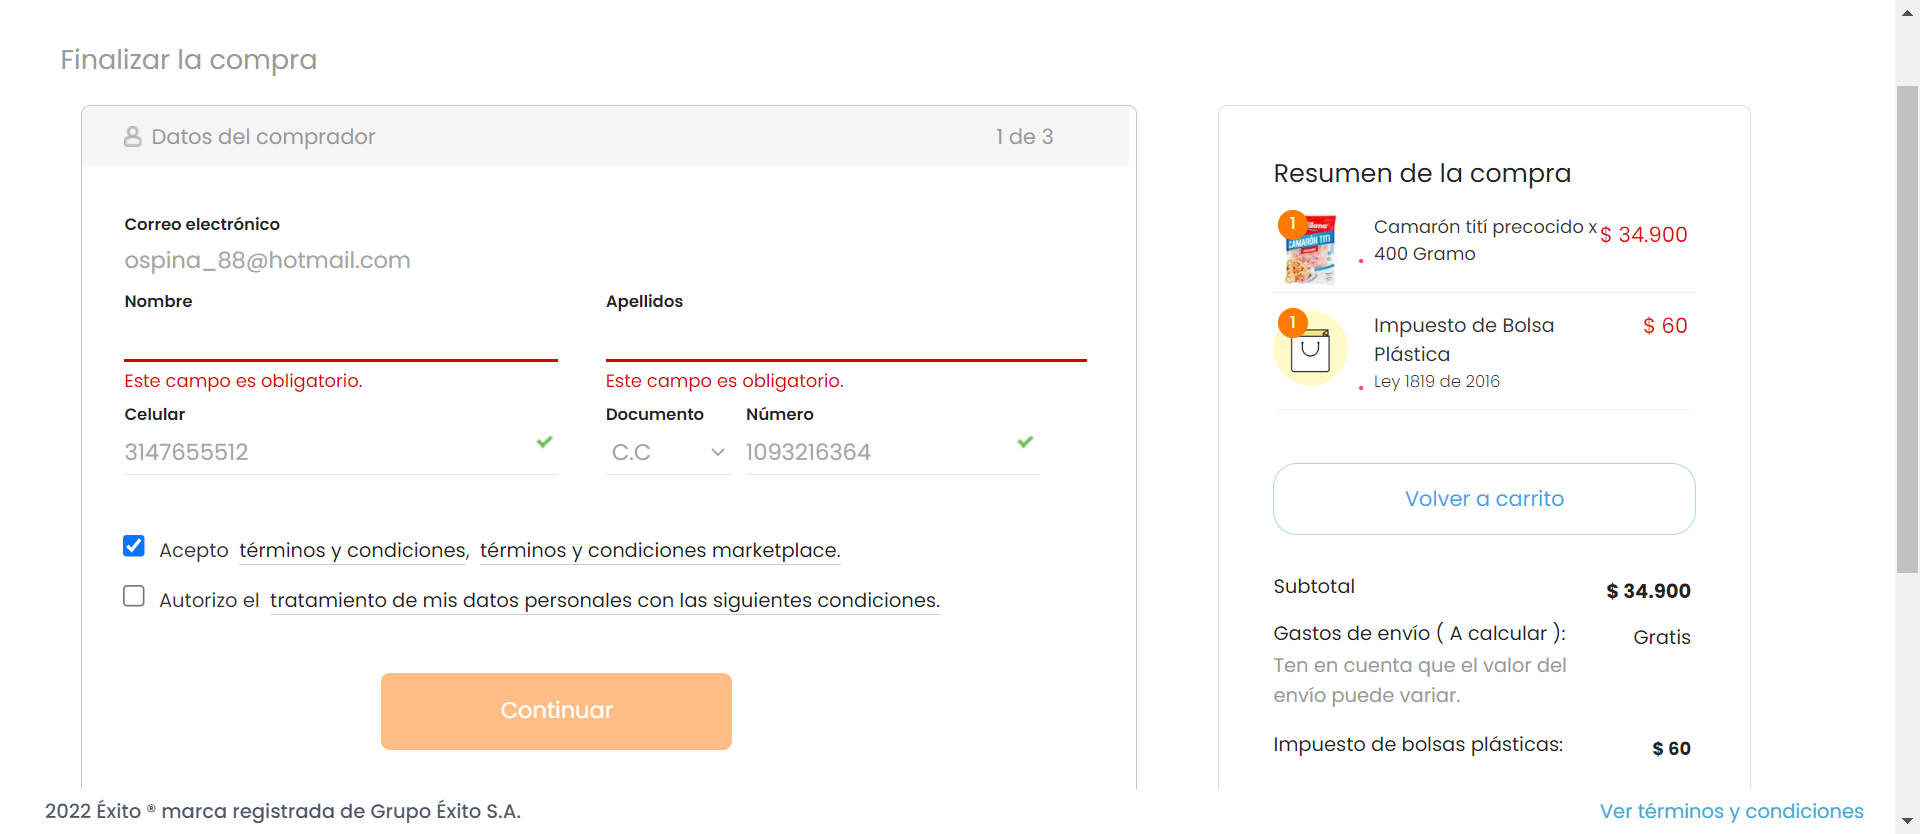 Finalizar la compra
Datos del comprador
1 de 3
Correo electrónico
ospina_88@hotmail.com
Nombre
Apellidos
Este campo es obligatorio.
Este campo es obligatorio.
Celular
Documento
Número
3147655512
C.C
1093216364
Acepto términos y condiciones, términos y condiciones marketplace.
Autorizo el tratamiento de mis datos personales con las siguientes condiciones.
Continuar
Resumen de la compra
1
CAMARÓN TITÍ
Camarón tití precocido x
400 Gramo
$ 34.900
1
Impuesto de Bolsa
Plástica
Ley 1819 de 2016
$ 60
Volver a carrito
Subtotal
$ 34.900
Gastos de envío ( A calcular ):
Gratis
Ten en cuenta que el valor del
envío puede variar.
Impuesto de bolsas plásticas:
$ 60
2022 Éxito ® marca registrada de Grupo Éxito S.A.
Ver términos y condiciones